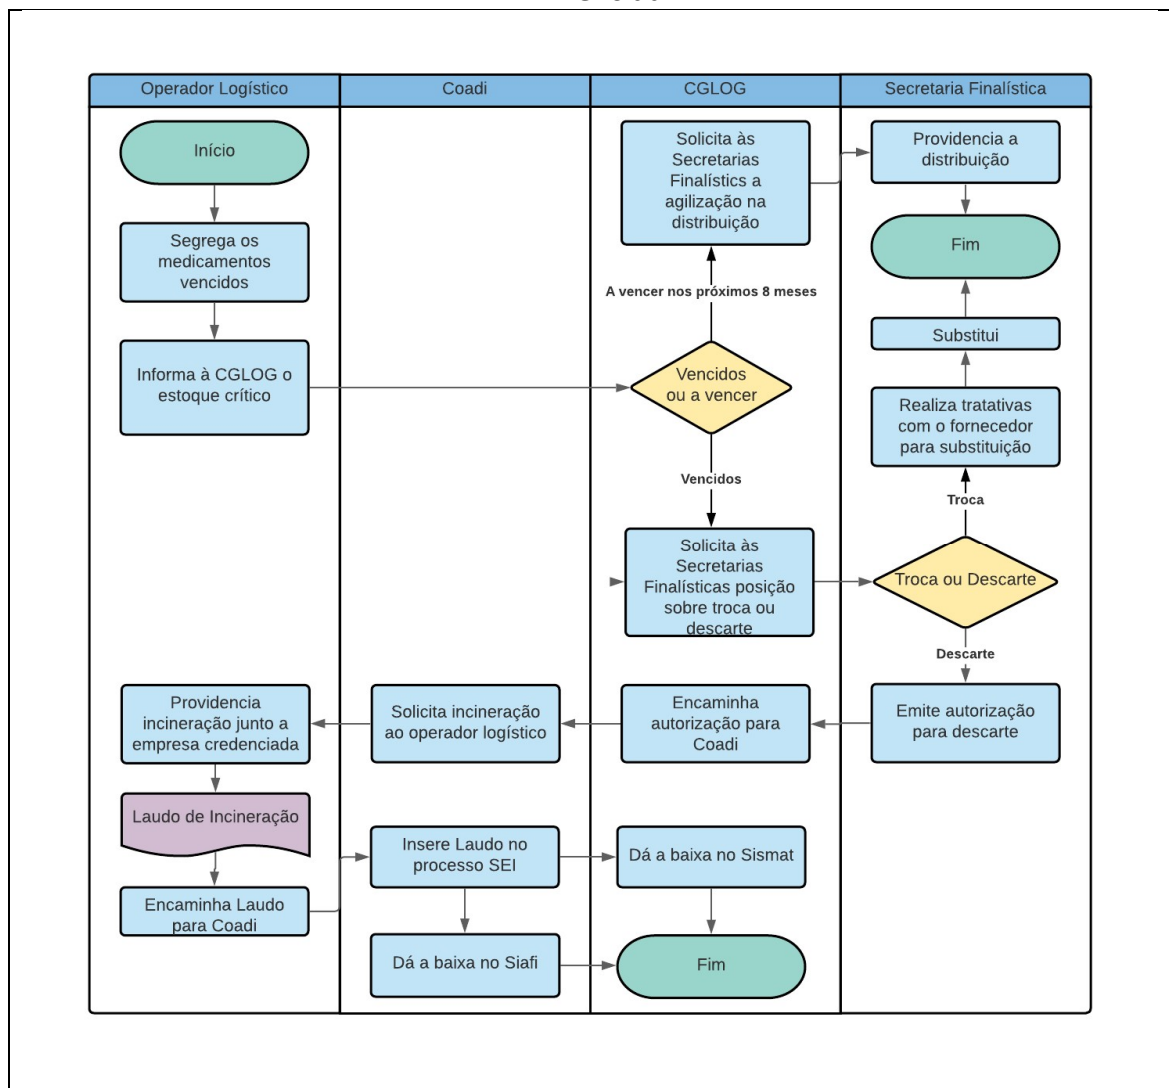 Operador Logístico
Coadi
CGLOG
Secretaria Finalística
Início
Segrega os
medicamentos
vencidos
Informa à CGLOG o
estoque crítico
Solicita às
Secretarias
Finalístics a
agilização na
distribuição
Providencia a
distribuição
Fim
A vencer nos próximos 8 meses
Vencidos
ou a vencer
Substitui
Realiza tratativas
com o fornecedor
para substituição
Vencidos
Troca
Solicita às
Secretarias
Finalísticas posição
sobre troca ou
descarte
Troca ou Descarte
Descarte
Emite autorização
para descarte
Encaminha
autorização para
Coadi
Solicita incineração
ao operador logístico
Providencia
incineração junto a
empresa credenciada
Laudo de Incineração
Encaminha Laudo
para Coadi
Insere Laudo no
processo SEI
Dá a baixa no Sismat
Dá a baixa no Siafi
Fim